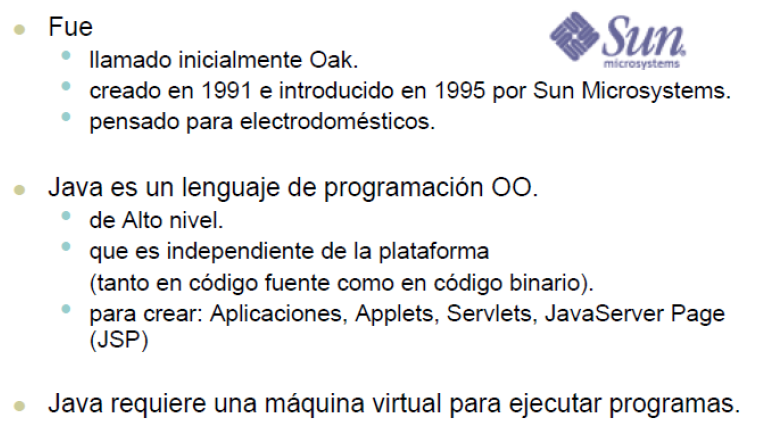 Fue
Sun
microsystems
llamado inicialmente Oak.
creado en 1991 e introducido en 1995 por Sun Microsystems.
pensado para electrodomésticos.
Java es un lenguaje de programación OO.
de Alto nivel.
que es independiente de la plataforma
(tanto en código fuente como en código binario).
para crear: Aplicaciones, Applets, Servlets, JavaServer Page
(JSP)
Java requiere una máquina virtual para ejecutar programas.